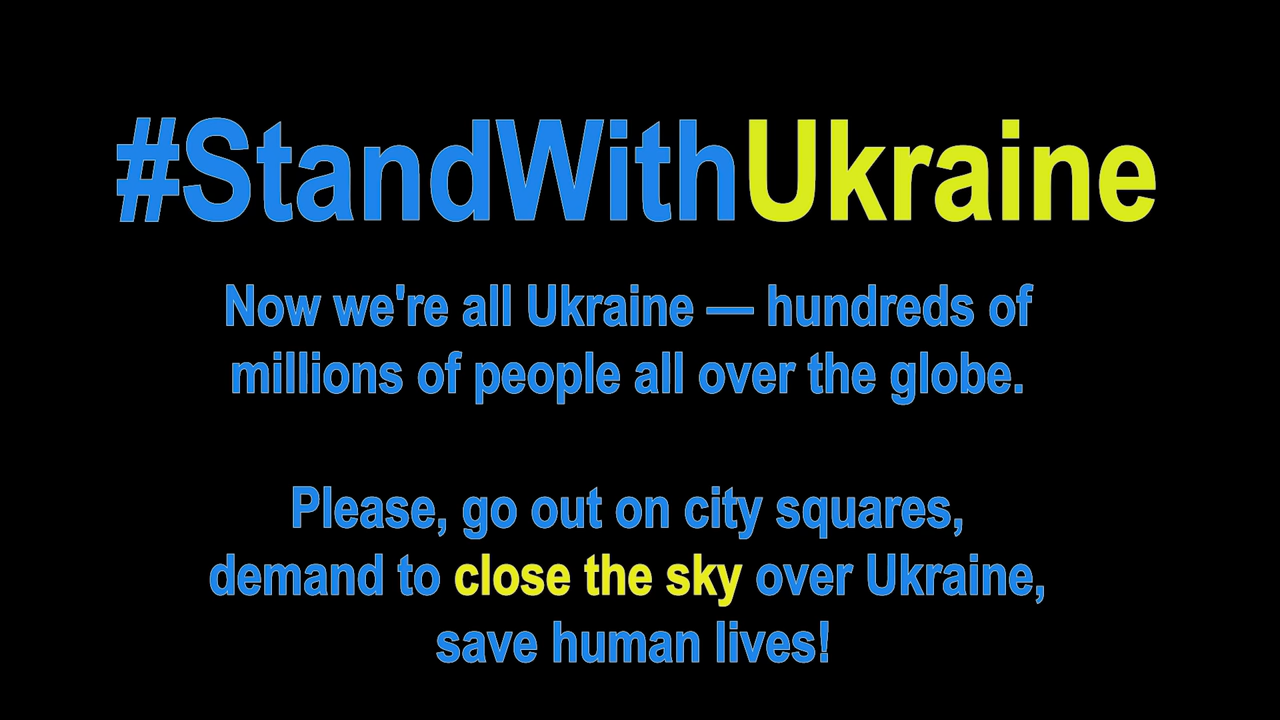 #StandWithUkraine
Now we're all Ukraine — hundreds of
millions of people all over the globe.
Please, go out on city squares,
demand to close the sky over Ukraine,
save human lives!